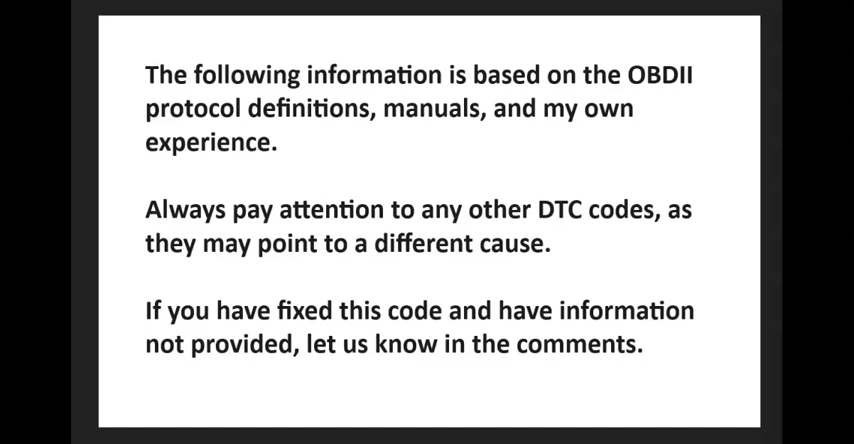 The following information is based on the OBDII
protocol definitions, manuals, and my own
experience.
Always pay attention to any other DTC codes, as
they may point to a different cause.
If you have fixed this code and have information
not provided, let us know in the comments.